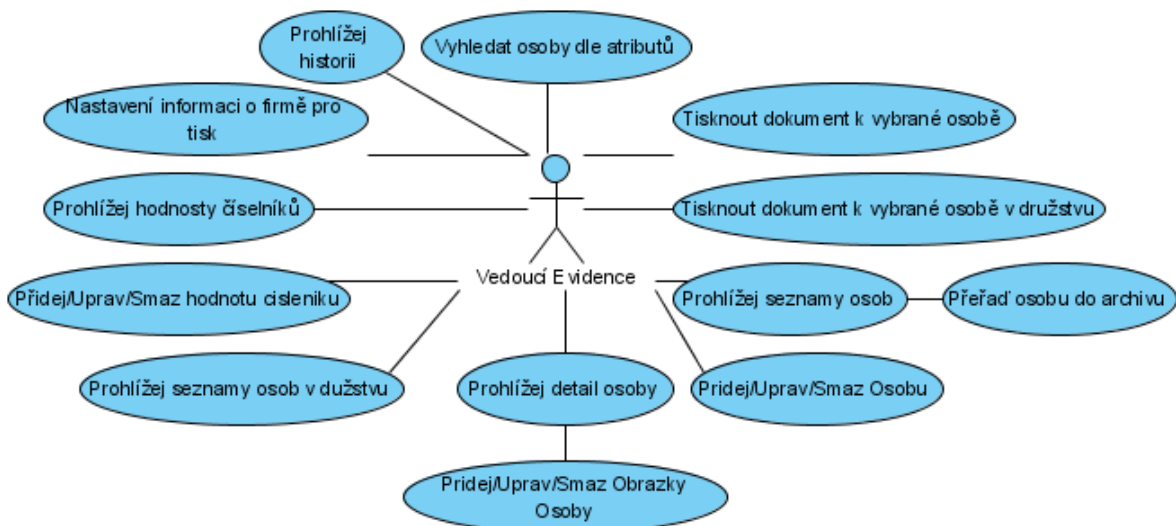 Prohlížej
historii
Vyhledat osoby dle atributů
Nastavení informaci o firmě pro
tisk
Tisknout dokument k vybrané osobě
Prohlížej hodnosty číselníků
Tisknout dokument k vybrané osobě v družstvu
Vedoucí Evidence
Přidej/Uprav/Smaz hodnotu cisleniku
Prohlížej seznamy osob
Přeřaď osobu do archivu
Prohlížej seznamy osob v dužstvu
Prohlížej detail osoby
Pridej/Uprav/Smaz Osobu
Pridej/Uprav/Smaz Obrazky
Osoby